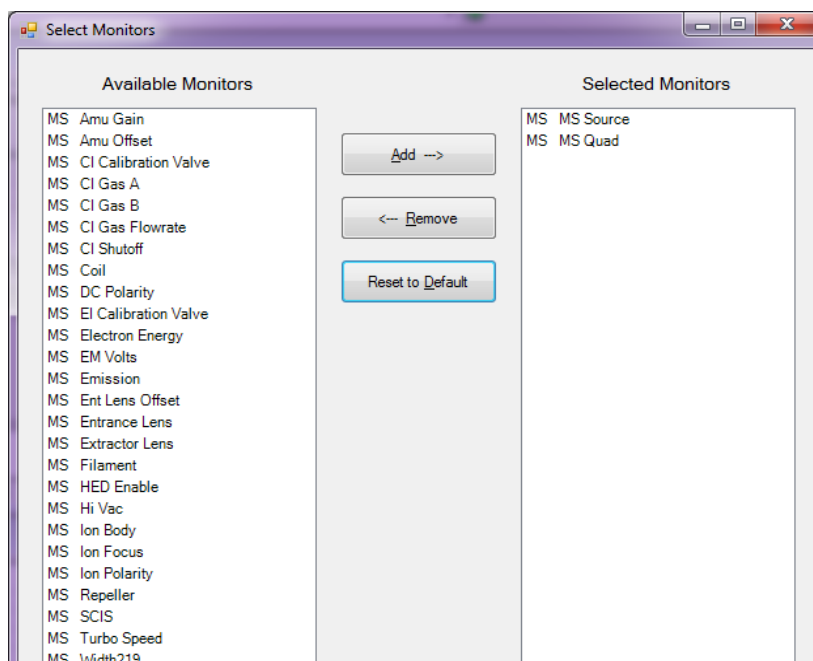 Select Monitors
Available Monitors
MS Amu Gain
MS Amu Offset
MS CI Calibration Valve
MS CI Gas A
MS CI Gas B
MS CI Gas Flowrate
MS CI Shutoff
MS Coil
MS DC Polarity
MS EI Calibration Valve
MS Electron Energy
MS EM Volts
MS Emission
MS Ent Lens Offset
MS Entrance Lens
MS Extractor Lens
MS Filament
MS HED Enable
MS Hi Vac
MS Ion Body
MS Ion Focus
MS Ion Polarity
MS Repeller
MS SCIS
MS Turbo Speed
MS Width219
Add --->
<--- Remove
Reset to Default
Selected Monitors
MS MS Source
MS MS Quad